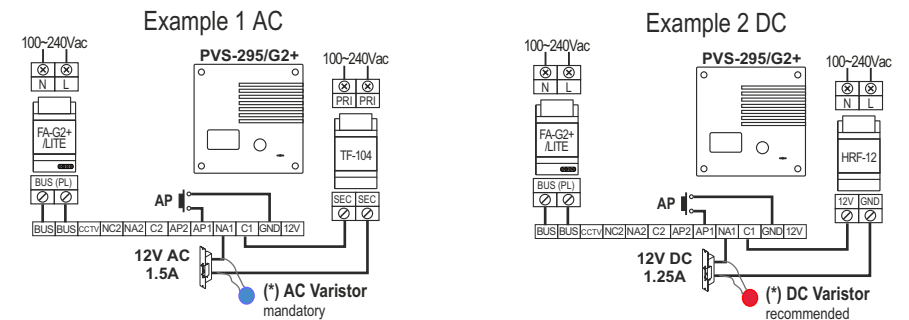 Example 1 AC
100~240Vac
N L
FA-G2+
/LITE
BUS (PL)
PVS-295/G2+
100~240Vac
PRI PRI
TF-104
SEC SEC
AP
BUS BUS CCTV NC2 NA2 C2 AP2 AP1 NA1 C1 GND 12V
12V AC
1.5A
(*) AC Varistor
mandatory
Example 2 DC
100~240Vac
N L
FA-G2+
/LITE
BUS (PL)
PVS-295/G2+
100~240Vac
N L
HRF-12
12V GND
AP
BUS BUS CCTV NC2 NA2 C2 AP2 AP1 NA1 C1 GND 12V
12V DC
1.25A
(*) DC Varistor
recommended